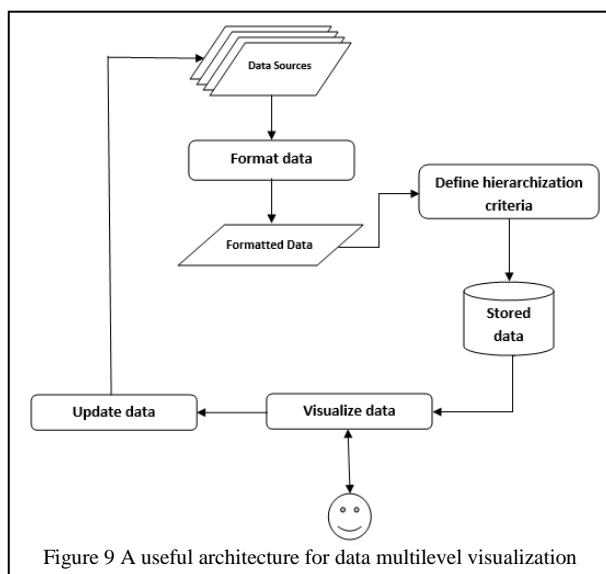 Data Sources
Format data
Formatted Data
Define hierarchization
criteria
Stored
data
Visualize data
Update data
Figure 9 A useful architecture for data multilevel visualization